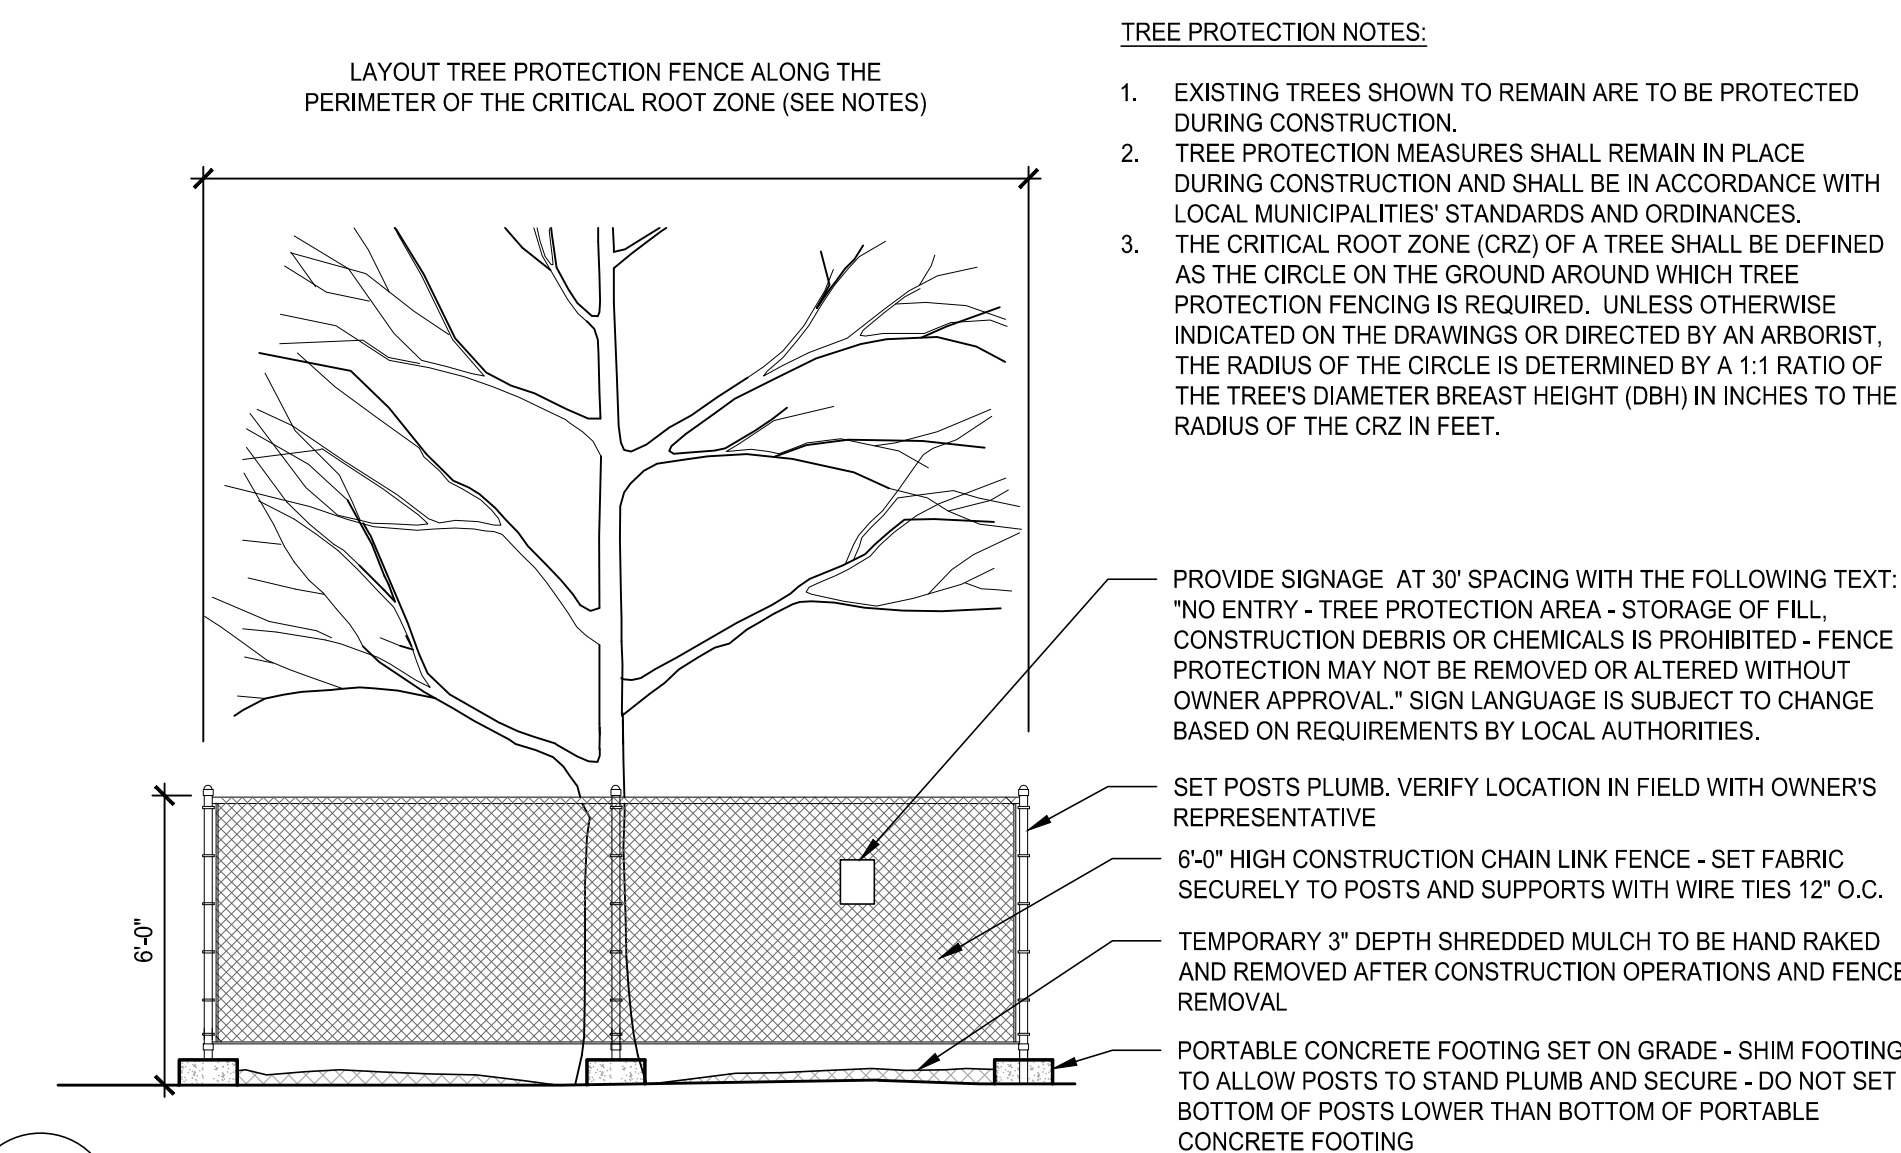 LAYOUT TREE PROTECTION FENCE ALONG THE
PERIMETER OF THE CRITICAL ROOT ZONE (SEE NOTES)
6'-0"
TREE PROTECTION NOTES:
1. EXISTING TREES SHOWN TO REMAIN ARE TO BE PROTECTED
DURING CONSTRUCTION.
2. TREE PROTECTION MEASURES SHALL REMAIN IN PLACE
DURING CONSTRUCTION AND SHALL BE IN ACCORDANCE WITH
LOCAL MUNICIPALITIES' STANDARDS AND ORDINANCES.
3. THE CRITICAL ROOT ZONE (CRZ) OF A TREE SHALL BE DEFINED
AS THE CIRCLE ON THE GROUND AROUND WHICH TREE
PROTECTION FENCING IS REQUIRED. UNLESS OTHERWISE
INDICATED ON THE DRAWINGS OR DIRECTED BY AN ARBORIST,
THE RADIUS OF THE CIRCLE IS DETERMINED BY A 1:1 RATIO OF
THE TREE'S DIAMETER BREAST HEIGHT (DBH) IN INCHES TO THE
RADIUS OF THE CRZ IN FEET.
PROVIDE SIGNAGE AT 30' SPACING WITH THE FOLLOWING TEXT:
"NO ENTRY - TREE PROTECTION AREA - STORAGE OF FILL,
CONSTRUCTION DEBRIS OR CHEMICALS IS PROHIBITED - FENCE
PROTECTION MAY NOT BE REMOVED OR ALTERED WITHOUT
OWNER APPROVAL." SIGN LANGUAGE IS SUBJECT TO CHANGE
BASED ON REQUIREMENTS BY LOCAL AUTHORITIES.
SET POSTS PLUMB. VERIFY LOCATION IN FIELD WITH OWNER'S
REPRESENTATIVE
6'-0" HIGH CONSTRUCTION CHAIN LINK FENCE - SET FABRIC
SECURELY TO POSTS AND SUPPORTS WITH WIRE TIES 12" O.C.
TEMPORARY 3" DEPTH SHREDDED MULCH TO BE HAND RAKED
AND REMOVED AFTER CONSTRUCTION OPERATIONS AND FENCE
REMOVAL
PORTABLE CONCRETE FOOTING SET ON GRADE - SHIM FOOTING
TO ALLOW POSTS TO STAND PLUMB AND SECURE - DO NOT SET
BOTTOM OF POSTS LOWER THAN BOTTOM OF PORTABLE
CONCRETE FOOTING